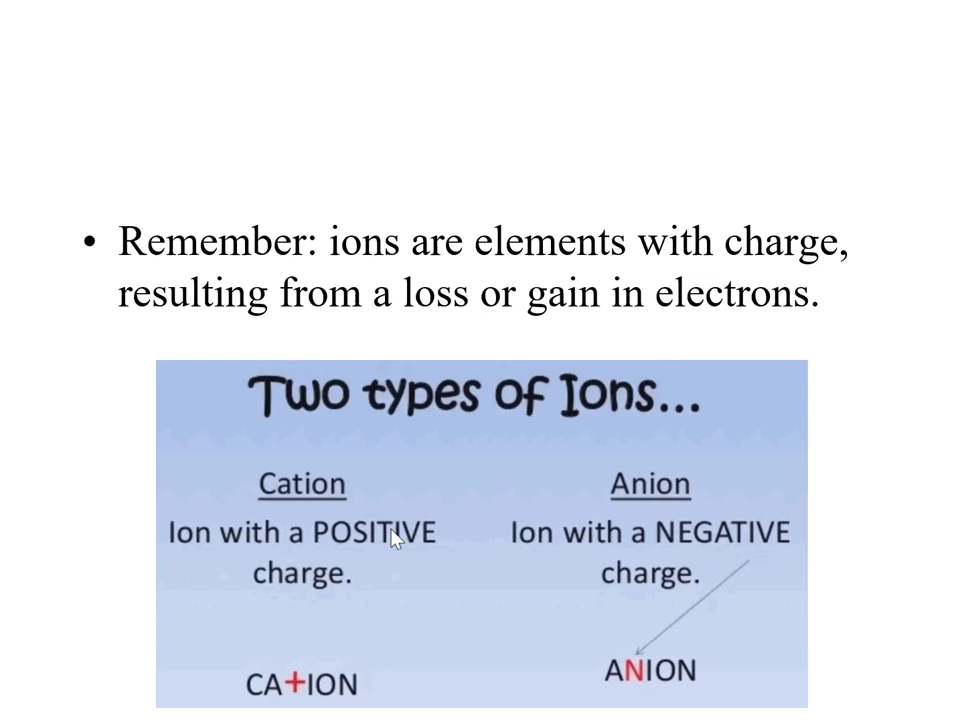 • Remember: ions are elements with charge,
resulting from a loss or gain in electrons.
Two types of Ions...
Cation
Ion with a POSITIVE
charge.
CA+ION
Anion
Ion with a NEGATIVE
charge.
ANION